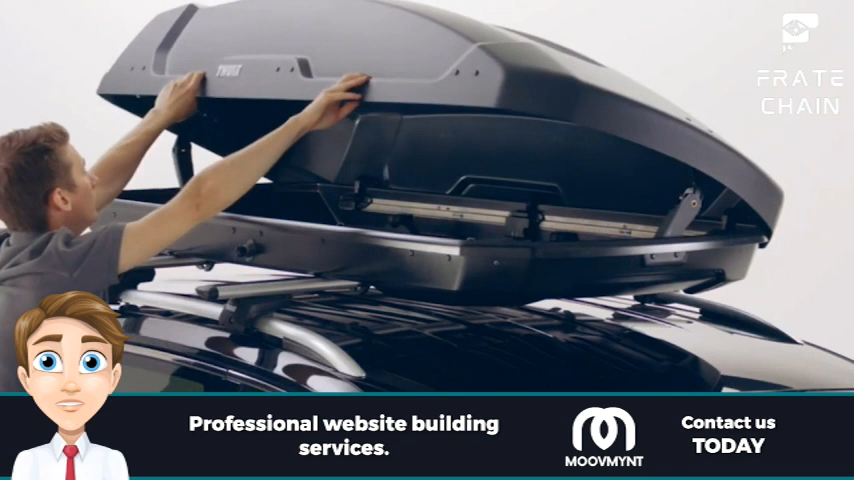 THULE
FRATE
CHAIN
Professional website building
services.
MOOVMYNT
Contact us
TODAY